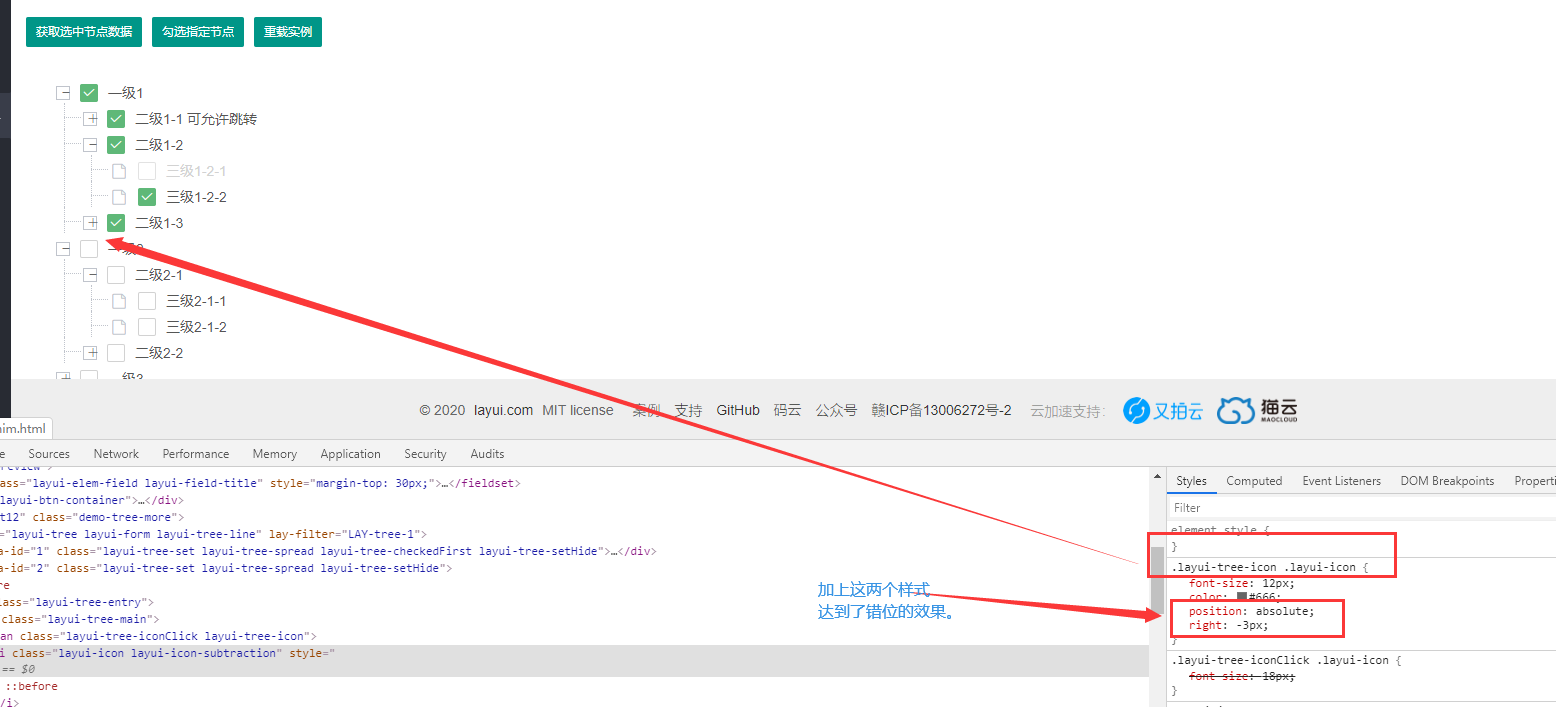 获取选中节点数据 勾选指定节点 重载实例
一级1
二级1-1 可允许跳转
二级1-2
三级1-2-1
三级1-2-2
二级1-3
二级2-1
三级2-1-1
三级2-1-2
二级2-2
© 2020 layui.com MIT license 案例 支持 GitHub 码云 公众号 赣ICP备13006272号-2 云加速支持: 又拍云 猫云
MAOCLOUD
nim.html
e Sources Network Performance Memory Application Security Audits
Styles Computed Event Listeners DOM Breakpoints Properti
Filter
ass="layui-elem-field layui-field-title" style="margin-top: 30px;">…</fieldset>
layui-btn-container">…</div>
t12" class="demo-tree-more">
="layui-tree layui-form layui-tree-line" lay-filter="LAY-tree-1">
a-id="1" class="layui-tree-set layui-tree-spread layui-tree-checkedFirst layui-tree-setHide">…</div>
a-id="2" class="layui-tree-set layui-tree-spread layui-tree-setHide">
re
lass="layui-tree-entry">
class="layui-tree-main">
an class="layui-tree-iconClick layui-tree-icon">
i class="layui-icon layui-icon-subtraction" style="
== $0
::before
/i>
加上这两个样式
达到了错位的效果。
element.style {
}
.layui-tree-icon .layui-icon {
font-size: 12px;
color: #666;
position: absolute;
right: -3px;
}
.layui-tree-iconClick .layui-icon {
font-size: 18px;
}